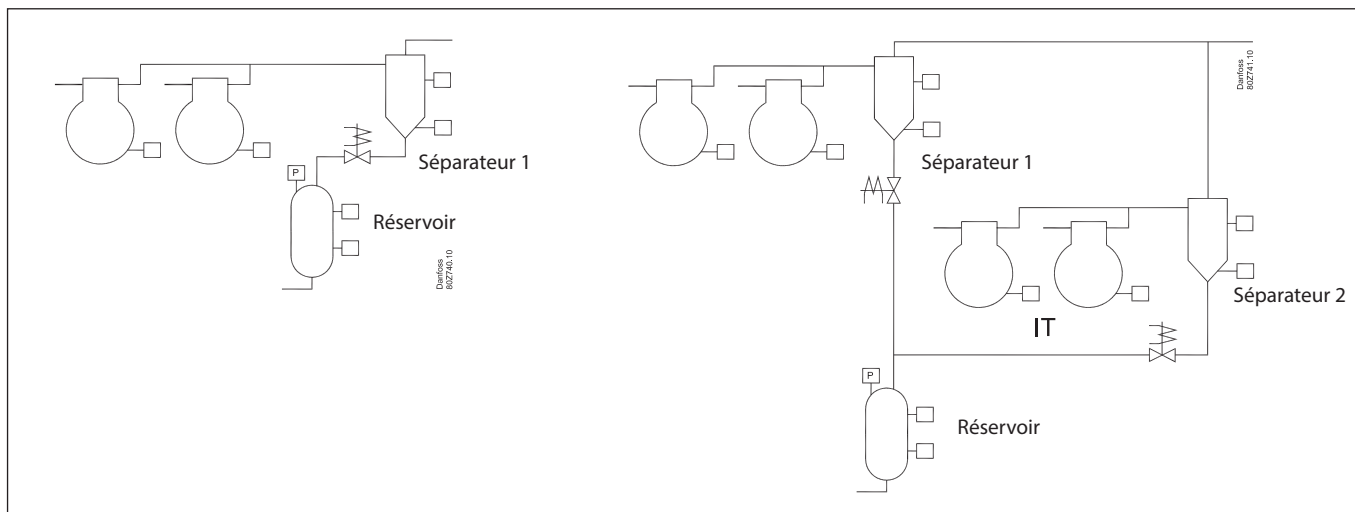 Séparateur 1
P
Réservoir
Danfoss
80Z740.10
Danfoss
80Z741.10
Séparateur 1
Séparateur 2
IT
P
Réservoir